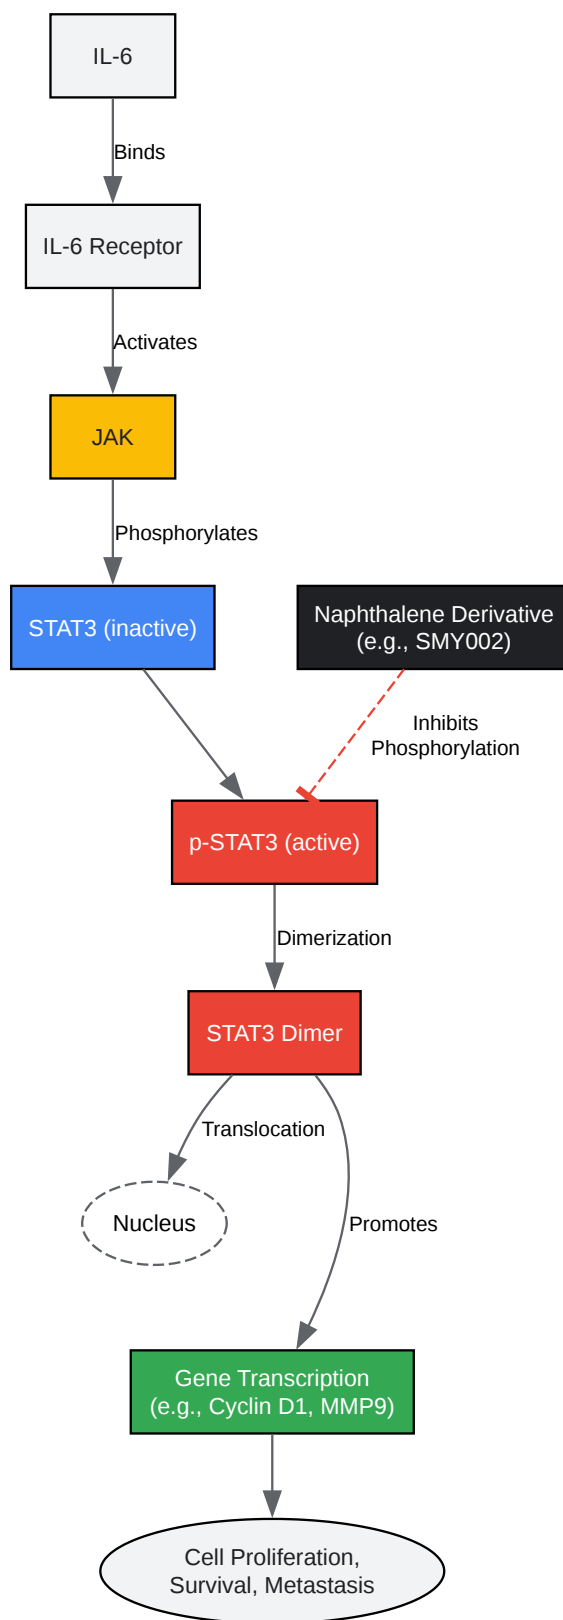 IL-6
Binds
IL-6 Receptor
Activates
JAK
Phosphorylates
STAT3 (inactive)
Naphthalene Derivative
(e.g., SMY002)
Inhibits
Phosphorylation
p-STAT3 (active)
Dimerization
STAT3 Dimer
Translocation
Nucleus
Promotes
Gene Transcription
(e.g., Cyclin D1, MMP9)
Cell Proliferation,
Survival, Metastasis